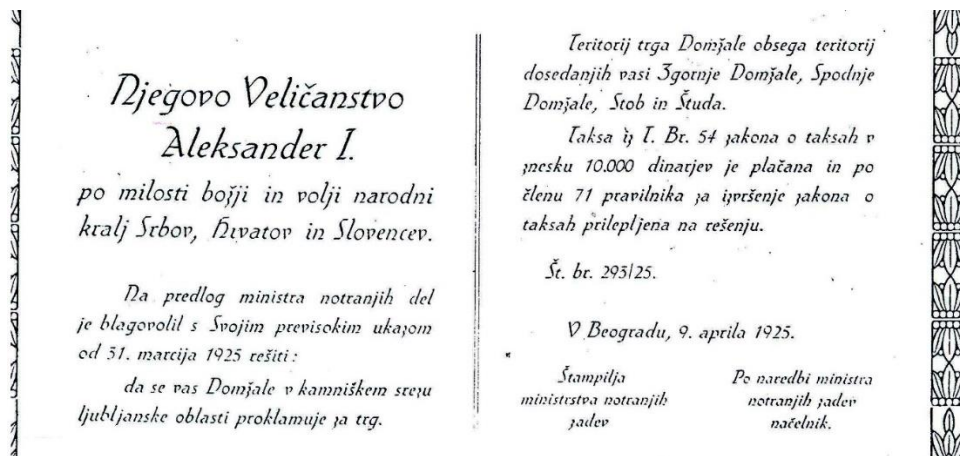 Njegovo Veličanstvo
Aleksander I.
po milosti božji in volji narodni
kralj Srbov, Hrvatov in Slovencev.
Na predlog ministra notranjih del
je blagovolil s Svojim previsokim ukazom
od 31. marcija 1925 rešiti:
da se vas Domžale v kamniškem srezu
ljubljanske oblasti proklamuje za trg.
Teritorij trga Domžale obsega teritorij
dosedanjih vasi Zgornje Domžale, Spodnje
Domžale, Stob in Študa.
Taksa iz T. Br. 54 zakona o taksah v
znesku 10.000 dinarjev je plačana in po
členu 71 pravilnika za izvršenje zakona o
taksah prilepljena na rešenju.
Št. br. 293/25.
V Beogradu, 9. aprila 1925.
Štampilja
ministrstva notranjih
zadev
Po naredbi ministra
notranjih zadev
načelnik.